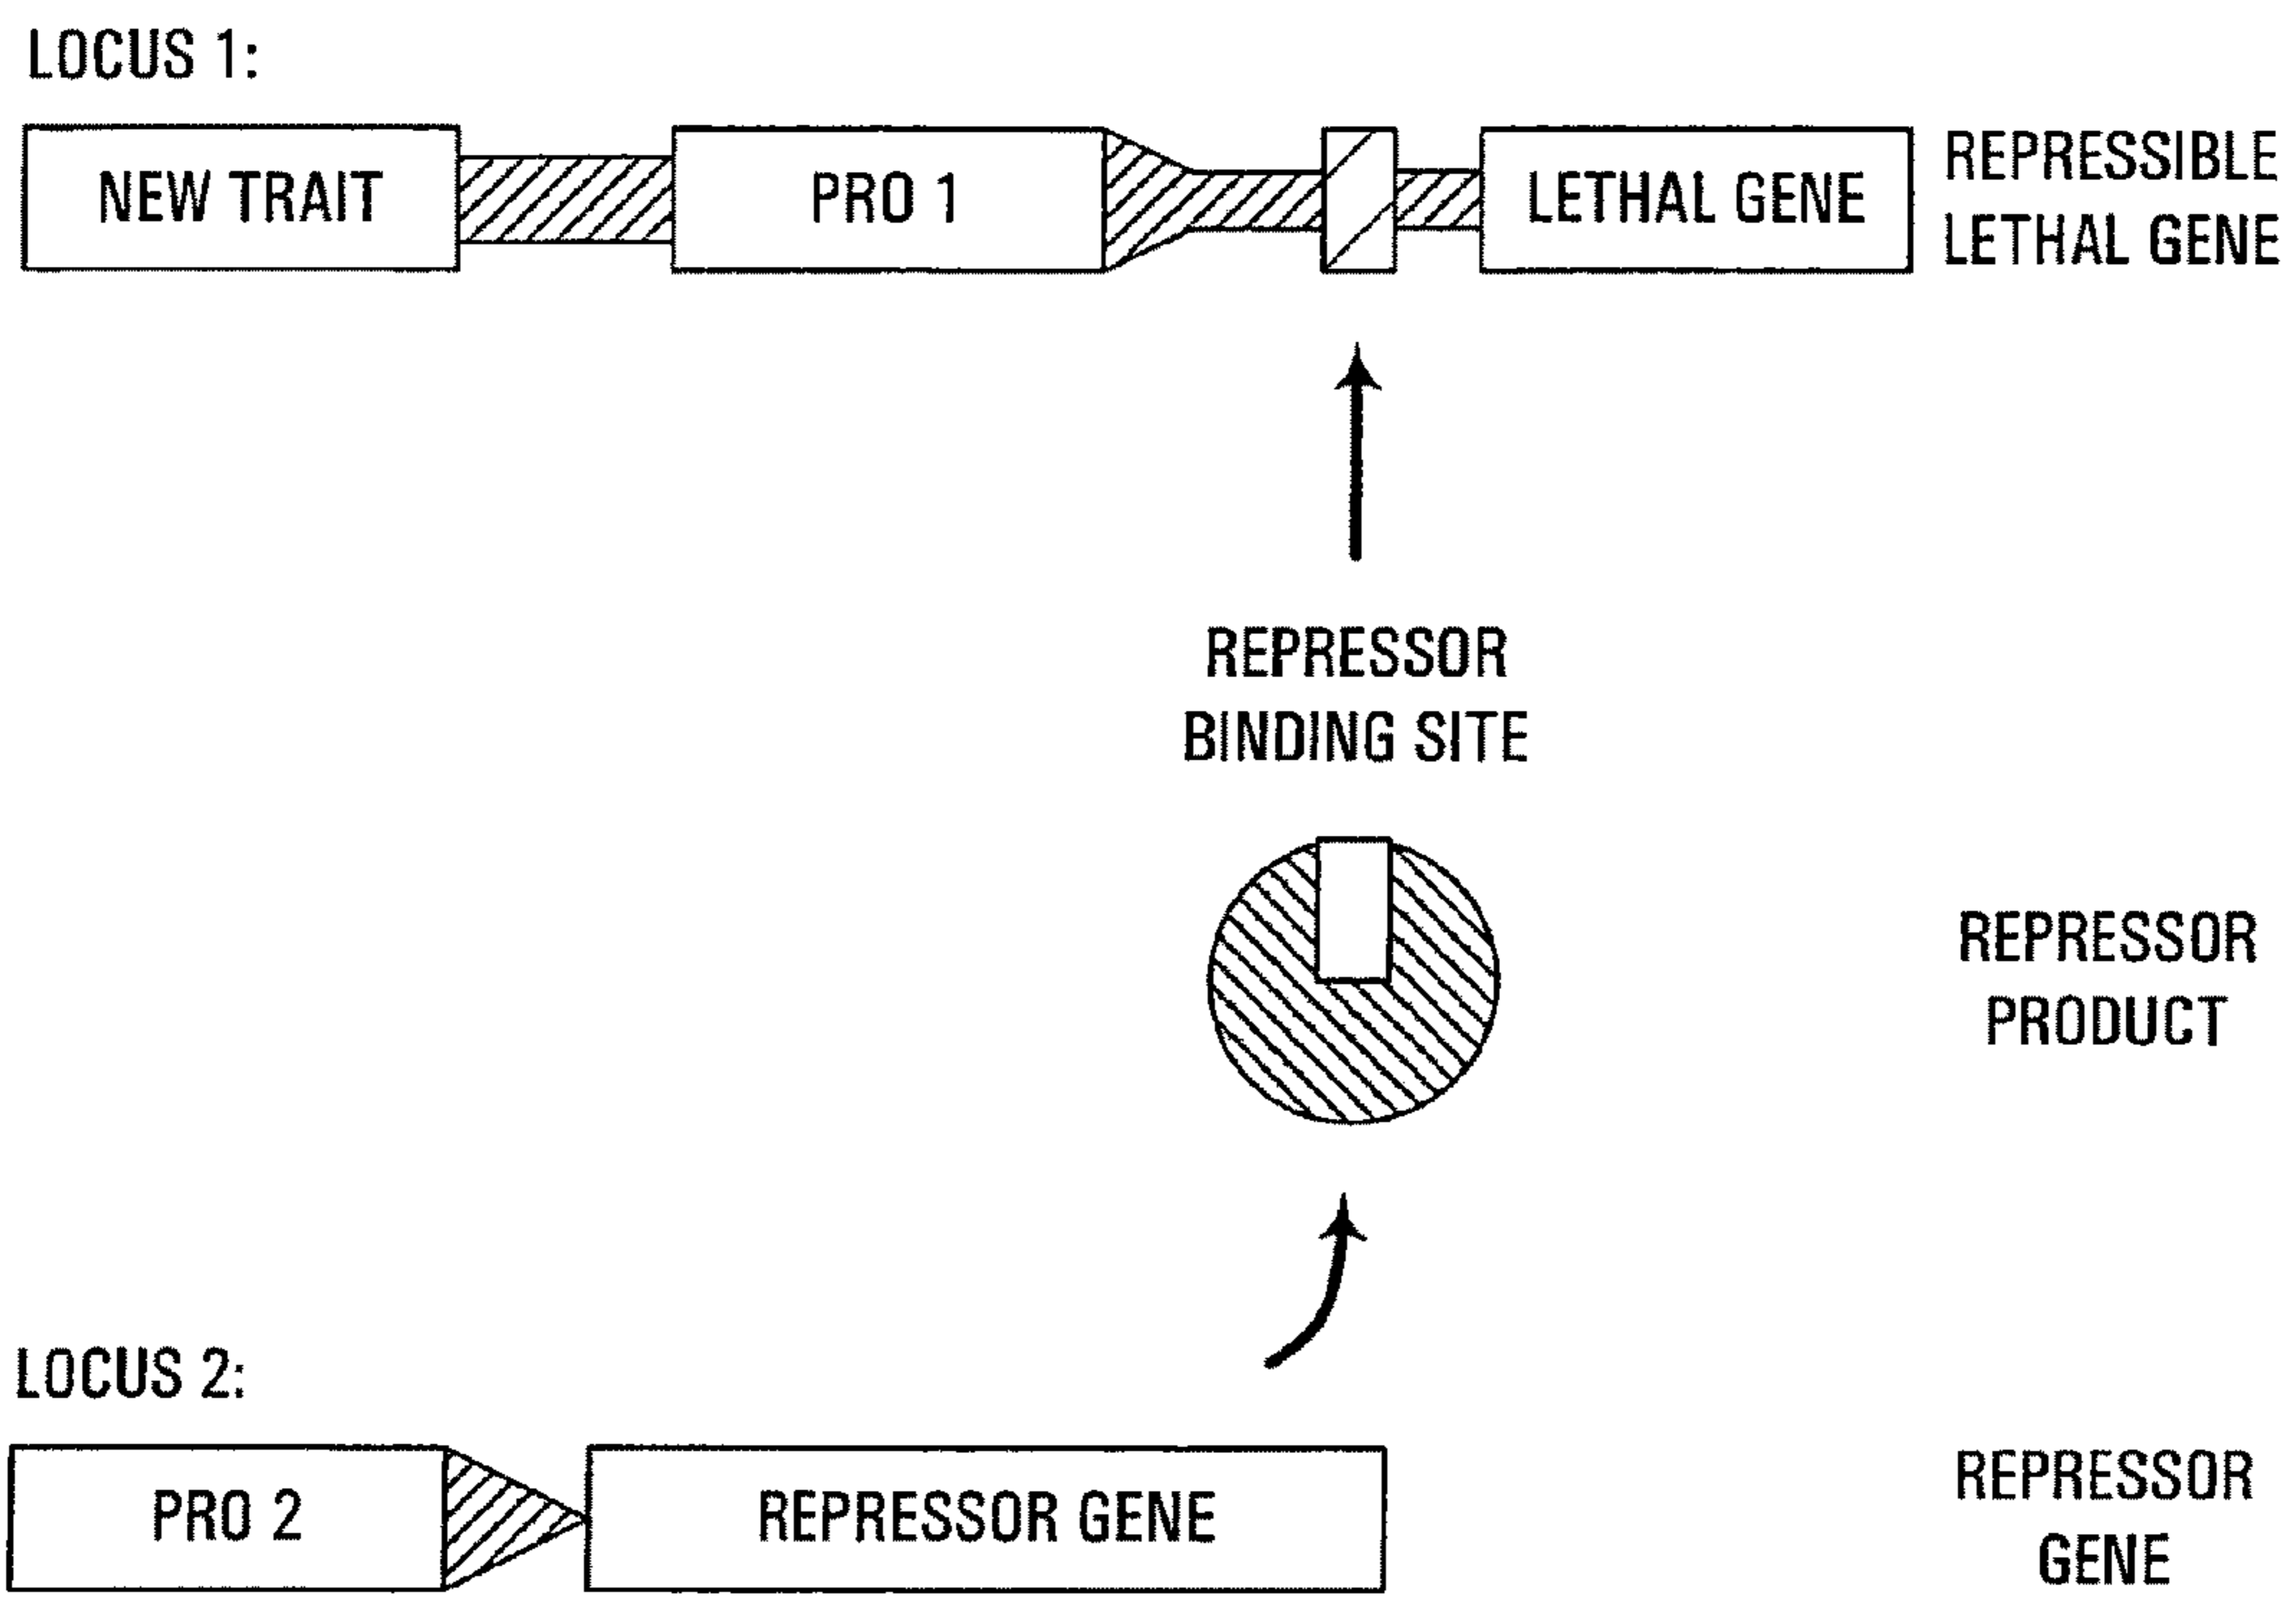 LOCUS 1:
NEW TRAIT
PRO 1
LETHAL GENE
REPRESSIBLE
LETHAL GENE
REPRESSOR
BINDING SITE
REPRESSOR
PRODUCT
LOCUS 2:
PRO 2
REPRESSOR GENE
REPRESSOR
GENE